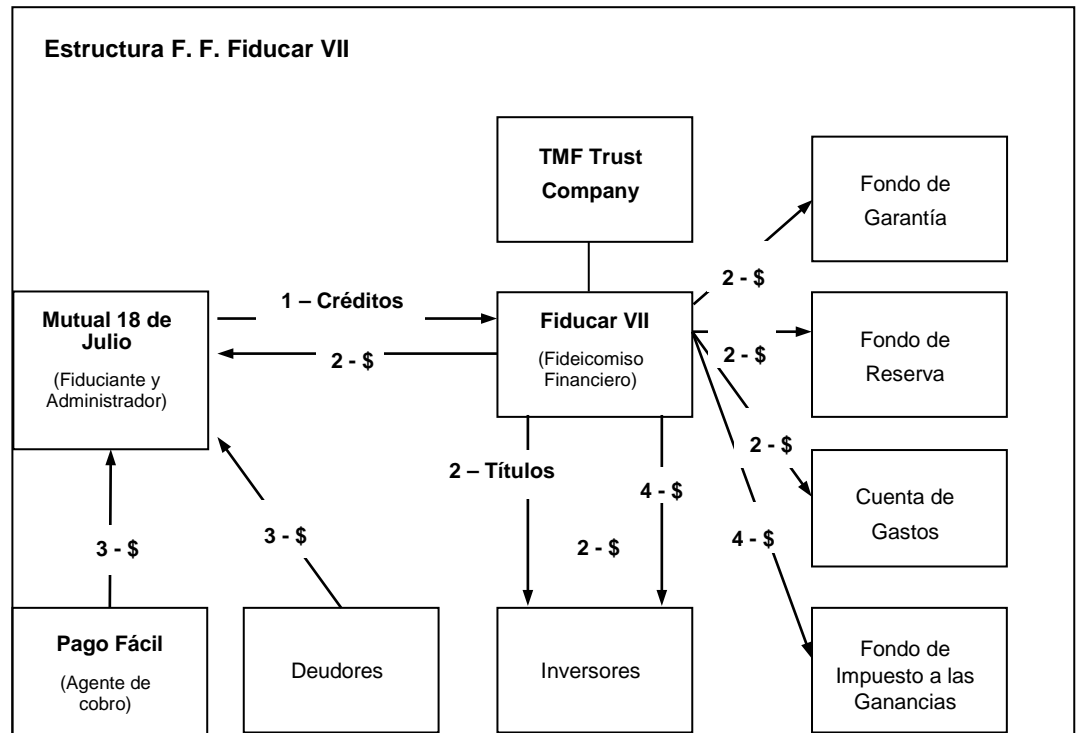 Estructura F. F. Fiducar VII
TMF Trust
Company
Fondo de
Garantía
2 - $
1 – Créditos
Mutual 18 de
Julio
(Fiduciante y
Administrador)
2 - $
Fiducar VII
(Fideicomiso
Financiero)
2 - $
Fondo de
Reserva
2 – Títulos
4 - $
2 - $
Cuenta de
Gastos
3 - $
3 - $
2 - $
4 - $
Pago Fácil
(Agente de
cobro)
Deudores
Inversores
Fondo de
Impuesto a las
Ganancias